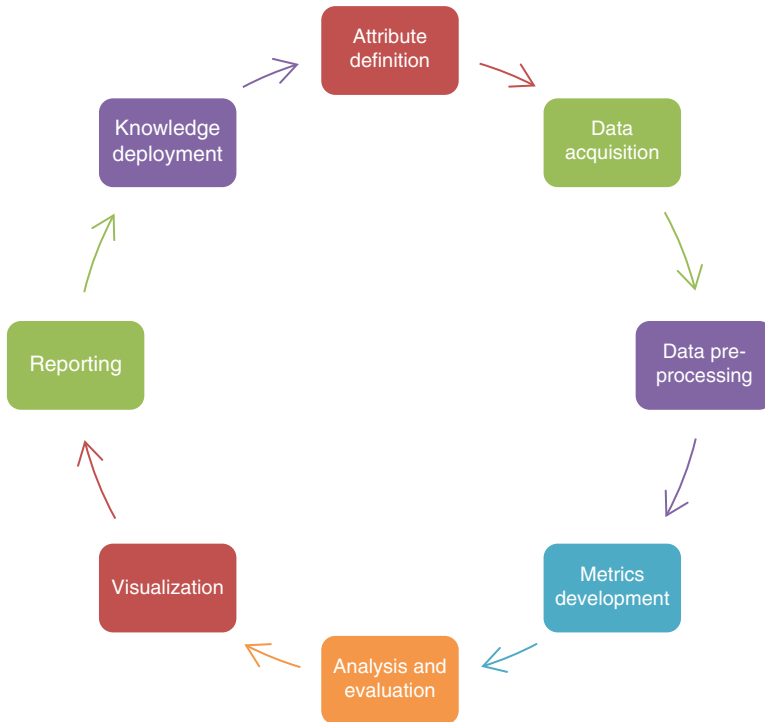 Attribute
definition
Data
acquisition
Data pre-
processing
Metrics
development
Analysis and
evaluation
Visualization
Reporting
Knowledge
deployment